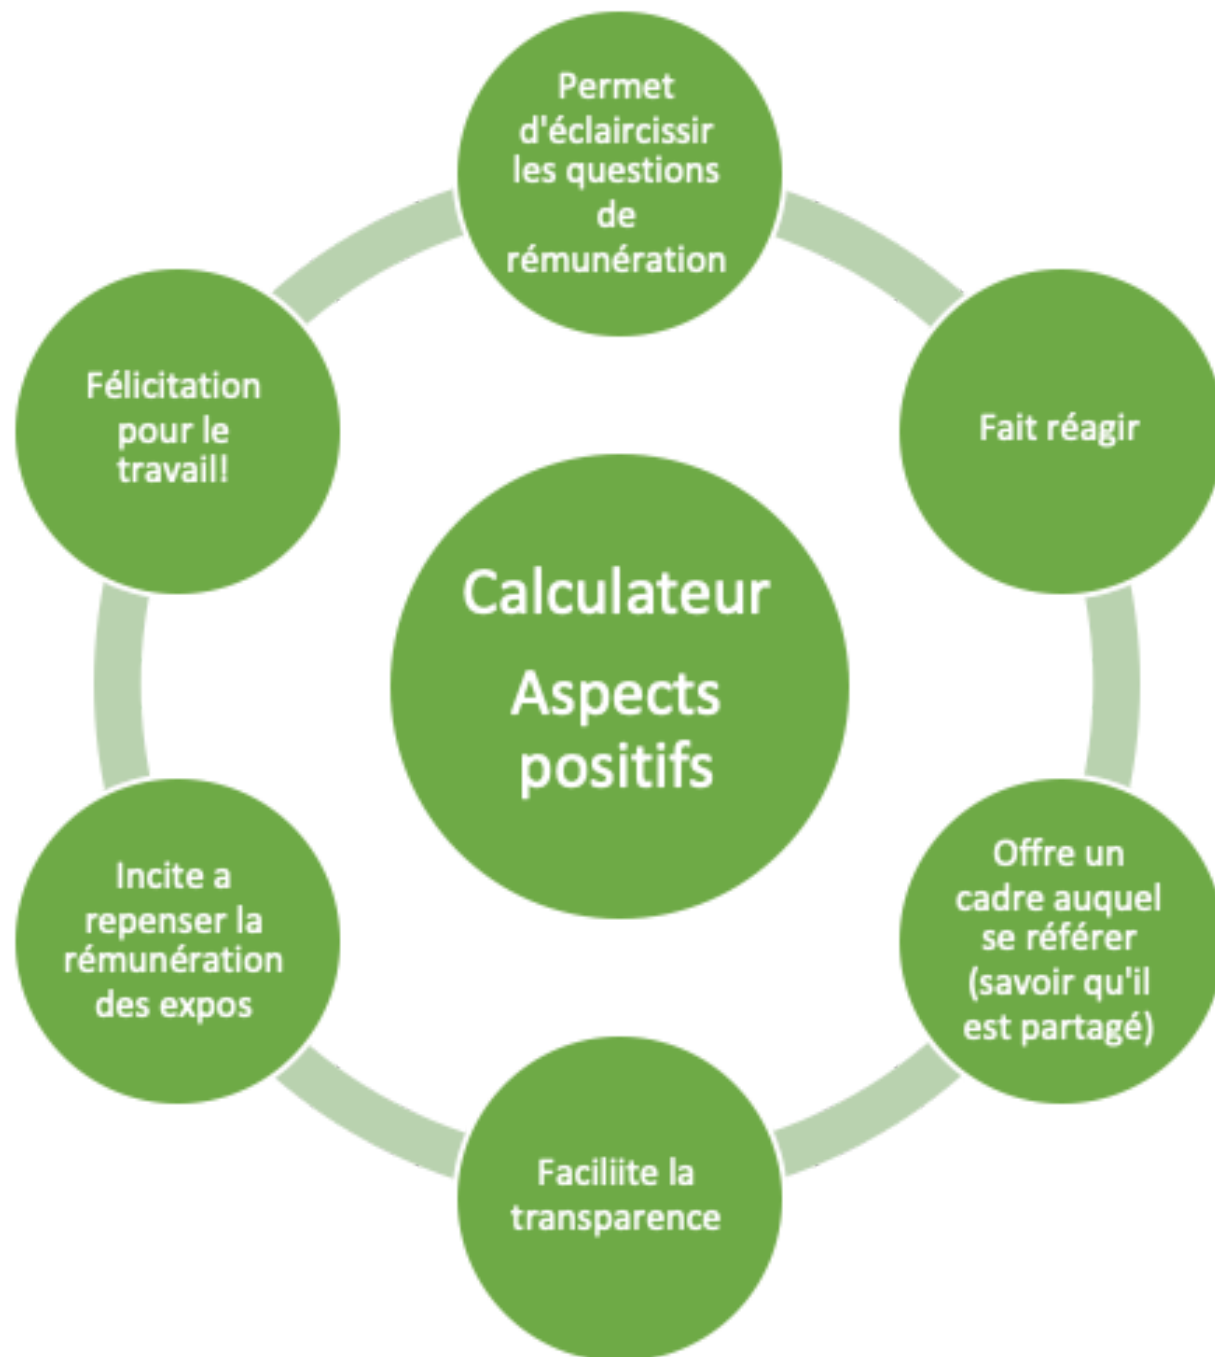 Permet
d'éclaircissir
les questions
de
rémunération
Fait réagir
Offre un
cadre auquel
se référer
(savoir qu'il
est partagé)
Faciliite la
transparence
Incite a
repenser la
rémunération
des expos
Félicitation
pour le
travail!
Calculateur
Aspects
positifs